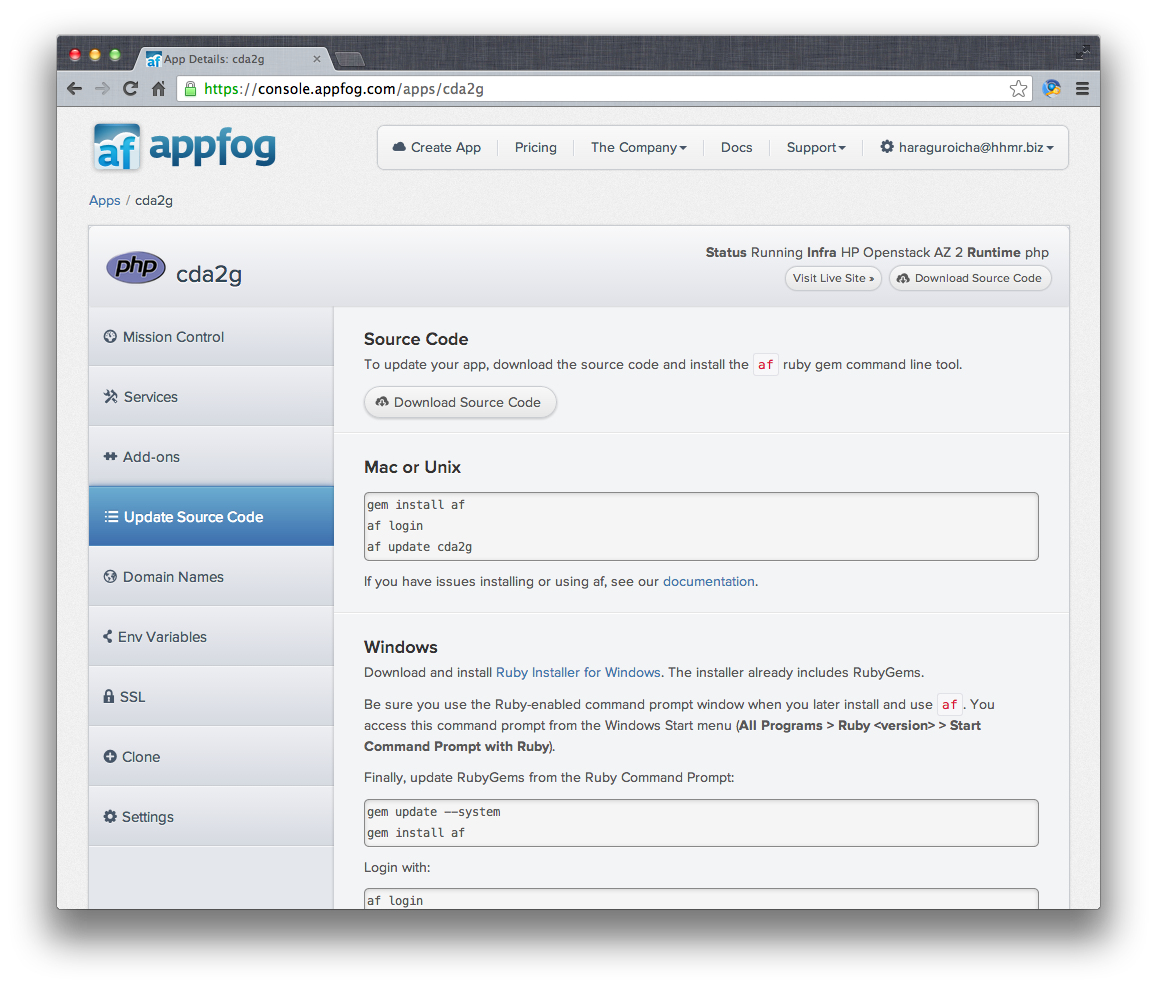 App Details: cda2g
https://console.appfog.com/apps/cda2g
af appfog
Create App
Pricing
The Company
Docs
Support
haraguroicha@hhmr.biz
Apps / cda2g
php cda2g
Status Running Infra HP Openstack AZ 2 Runtime php
Visit Live Site »
Download Source Code
Mission Control
Services
Add-ons
Update Source Code
Domain Names
Env Variables
SSL
Clone
Settings
Source Code
To update your app, download the source code and install the af ruby gem command line tool.
Download Source Code
Mac or Unix
gem install af
af login
af update cda2g
If you have issues installing or using af, see our documentation.
Windows
Download and install Ruby Installer for Windows. The installer already includes RubyGems.
Be sure you use the Ruby-enabled command prompt window when you later install and use af. You
access this command prompt from the Windows Start menu (All Programs > Ruby <version> > Start
Command Prompt with Ruby).
Finally, update RubyGems from the Ruby Command Prompt:
gem update --system
gem install af
Login with:
af login